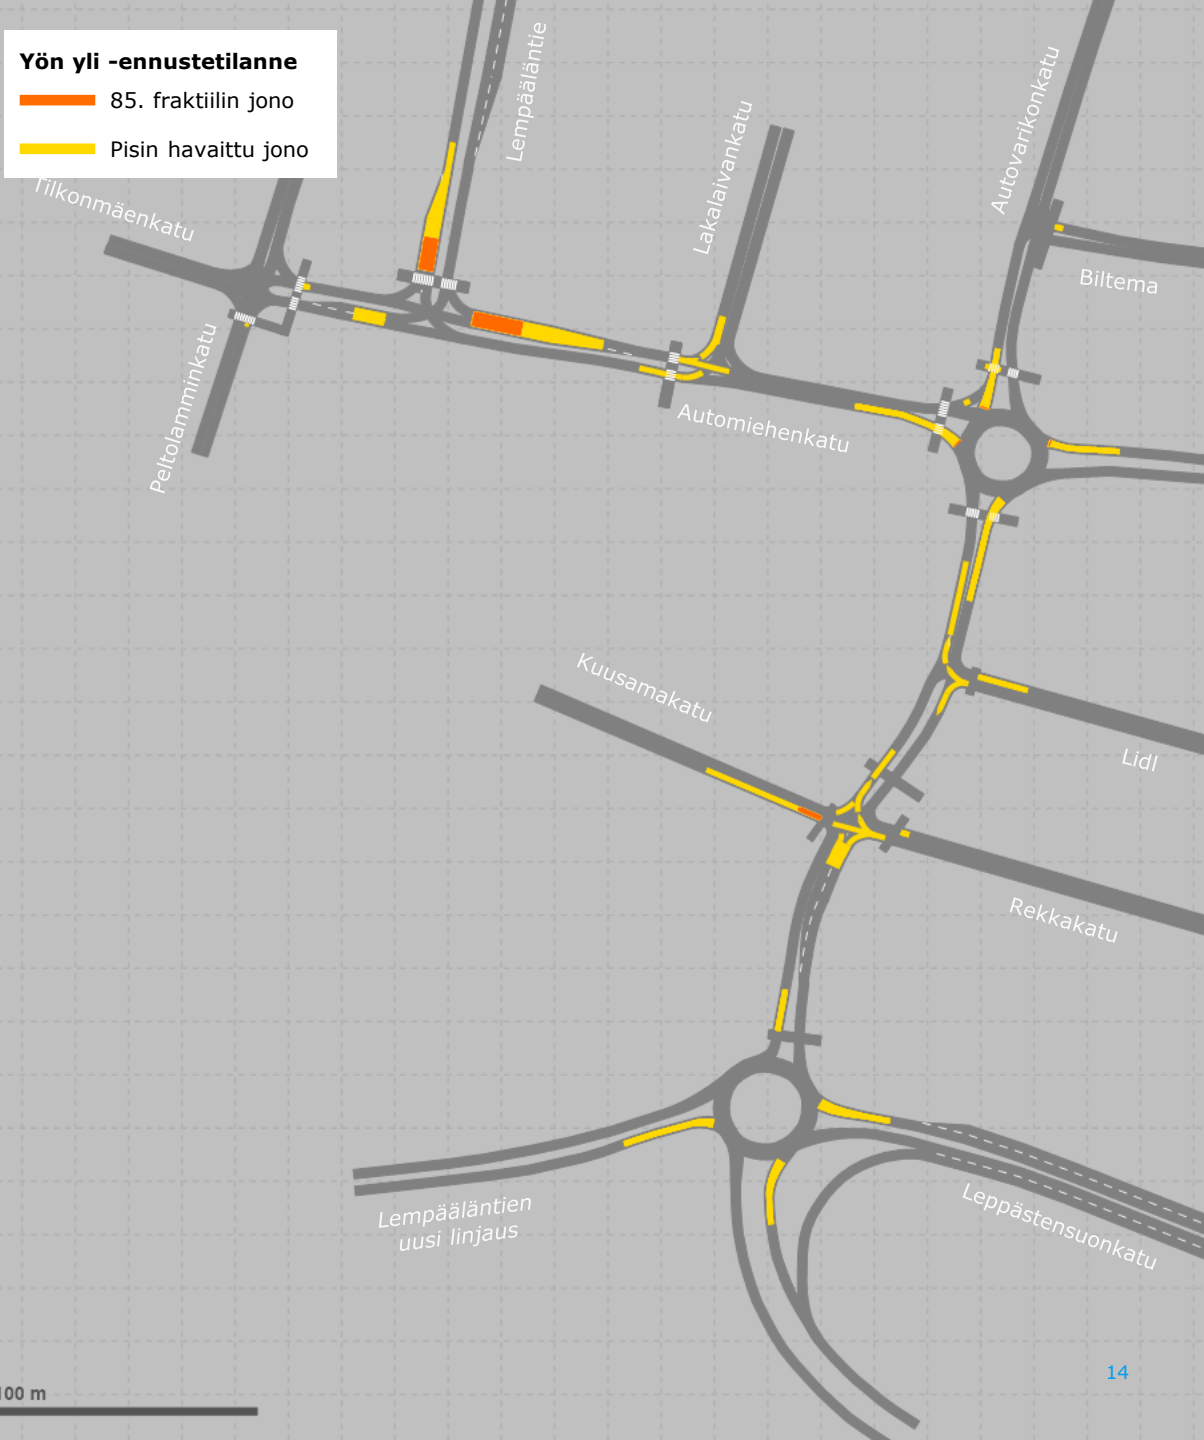 Yön yli -ennustetilanne
85. fraktiilin jono
Pisin havaittu jono
Tilkonmäenkatu
Lempääläntie
Lakalaivankatu
Autovarikonkatu
Biltema
Peltolamminkatu
Automiehenkatu
Kuusamakatu
Lidl
Rekkakatu
Lempääläntien
uusi linjaus
Leppästensuonkatu
14
00 m